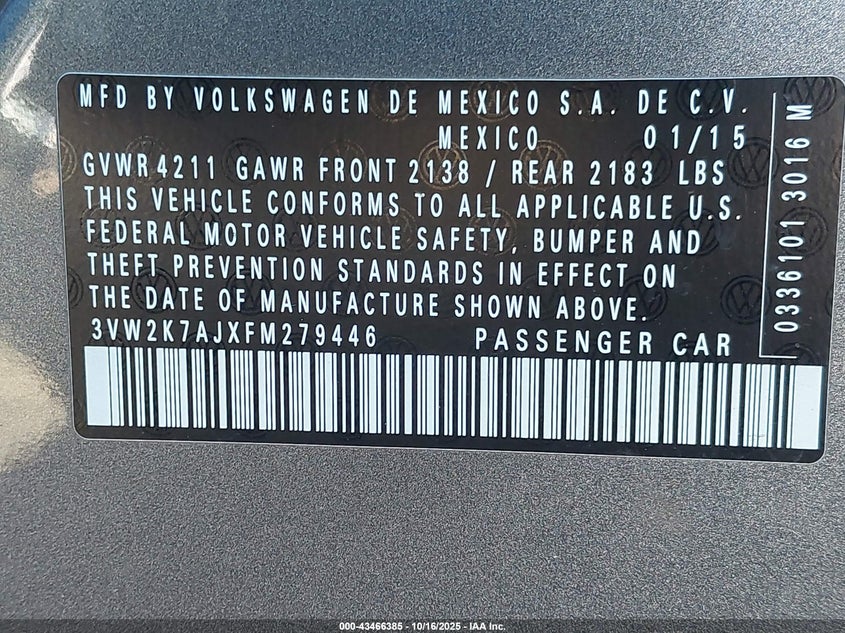 MFD BY VOLKSWAGEN DE MEXICO S.A. DE C.V.
MEXICO 01/15
GVWR 4211 GAWR FRONT 2138 / REAR 2183 LBS
THIS VEHICLE CONFORMS TO ALL APPLICABLE U.S.
FEDERAL MOTOR VEHICLE SAFETY, BUMPER AND
THEFT PREVENTION STANDARDS IN EFFECT ON
THE DATE OF MANUFACTURE SHOWN ABOVE.
3VW2K7AJXFM279446 PASSENGER CAR
0336101 3016 M
000-43466385 - 10/16/2025 - IAA Inc.